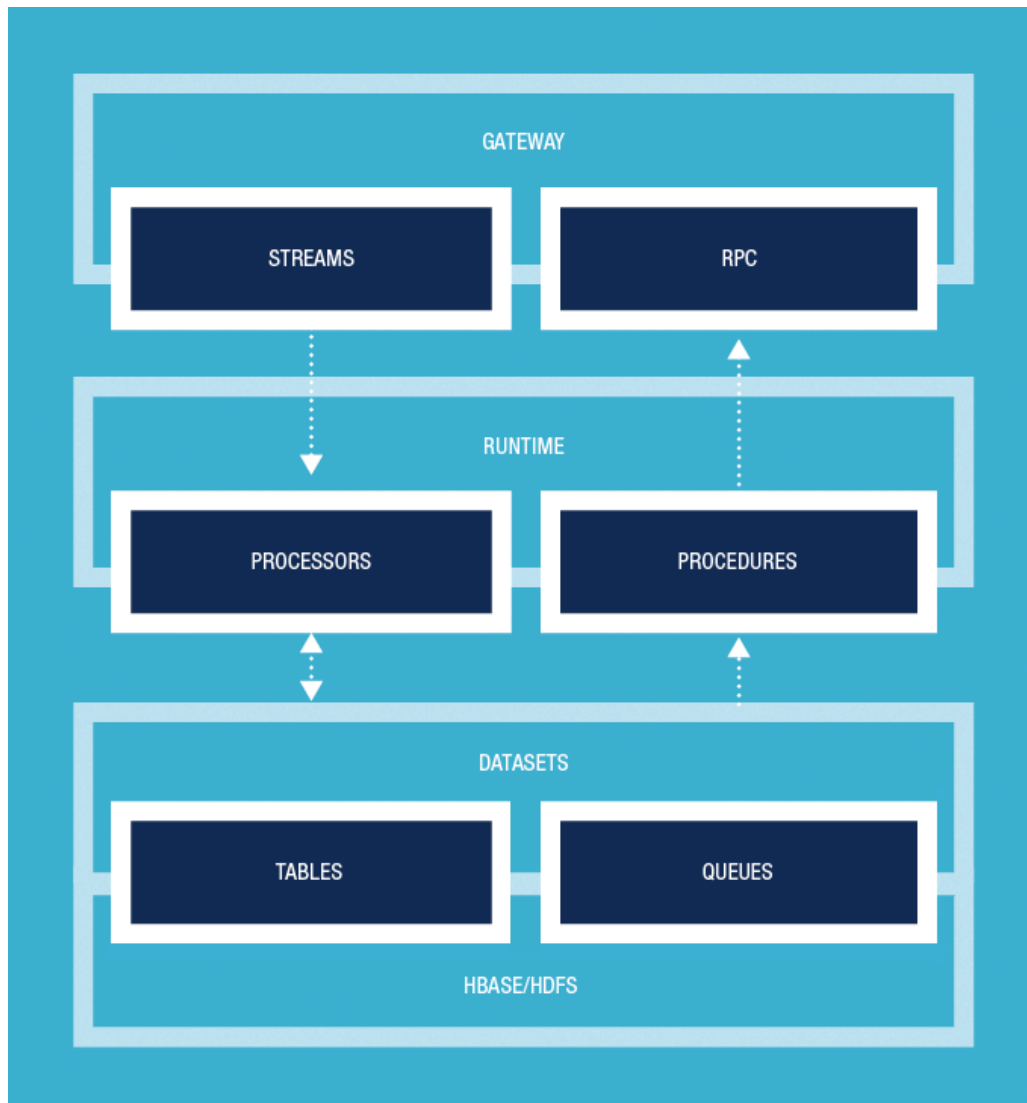 GATEWAY
STREAMS
RPC
RUNTIME
PROCESSORS
PROCEDURES
DATASETS
TABLES
QUEUES
HBASE/HDFS